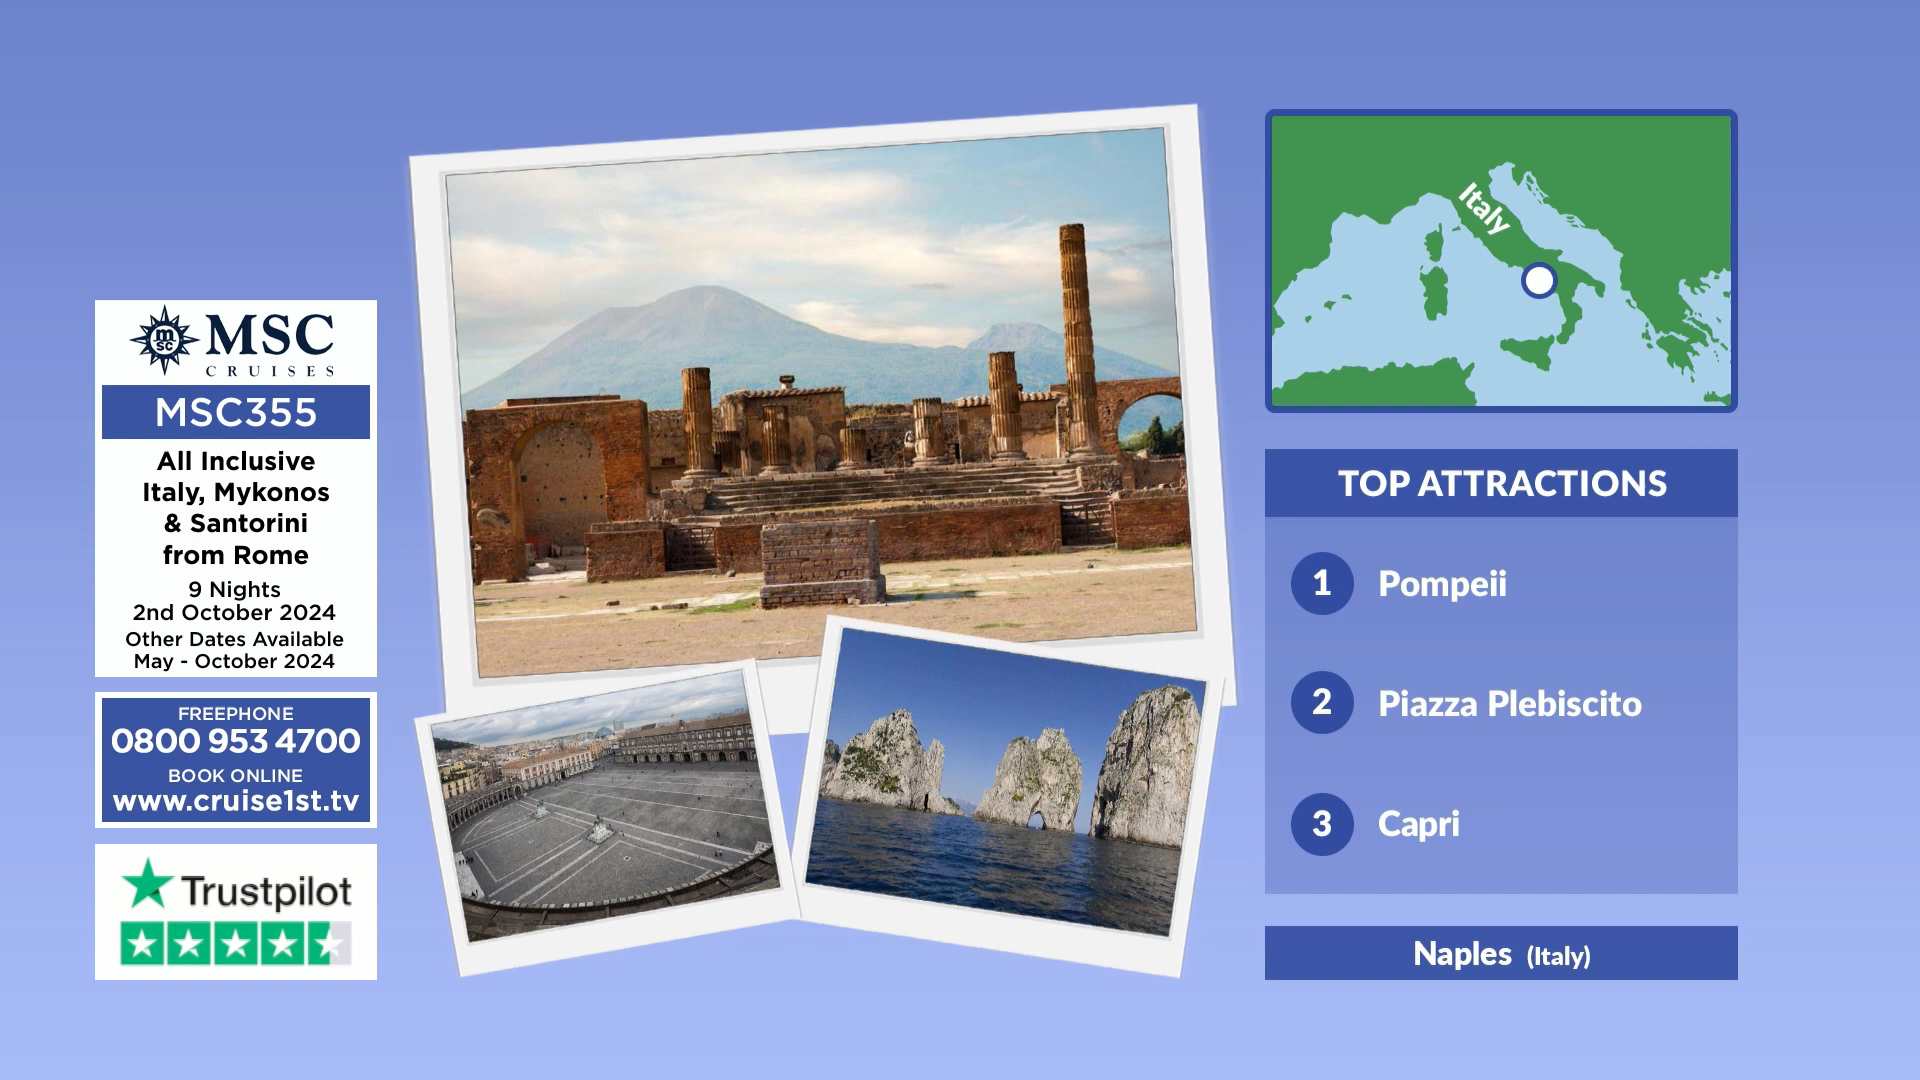 m
sc
MSC
CRUISES
MSC355
All Inclusive
Italy, Mykonos
& Santorini
from Rome
9 Nights
2nd October 2024
Other Dates Available
May - October 2024
FREEPHONE
0800 953 4700
BOOK ONLINE
www.cruise1st.tv
Trustpilot
Italy
TOP ATTRACTIONS
1 Pompeii
2 Piazza Plebiscito
3 Capri
Naples (Italy)